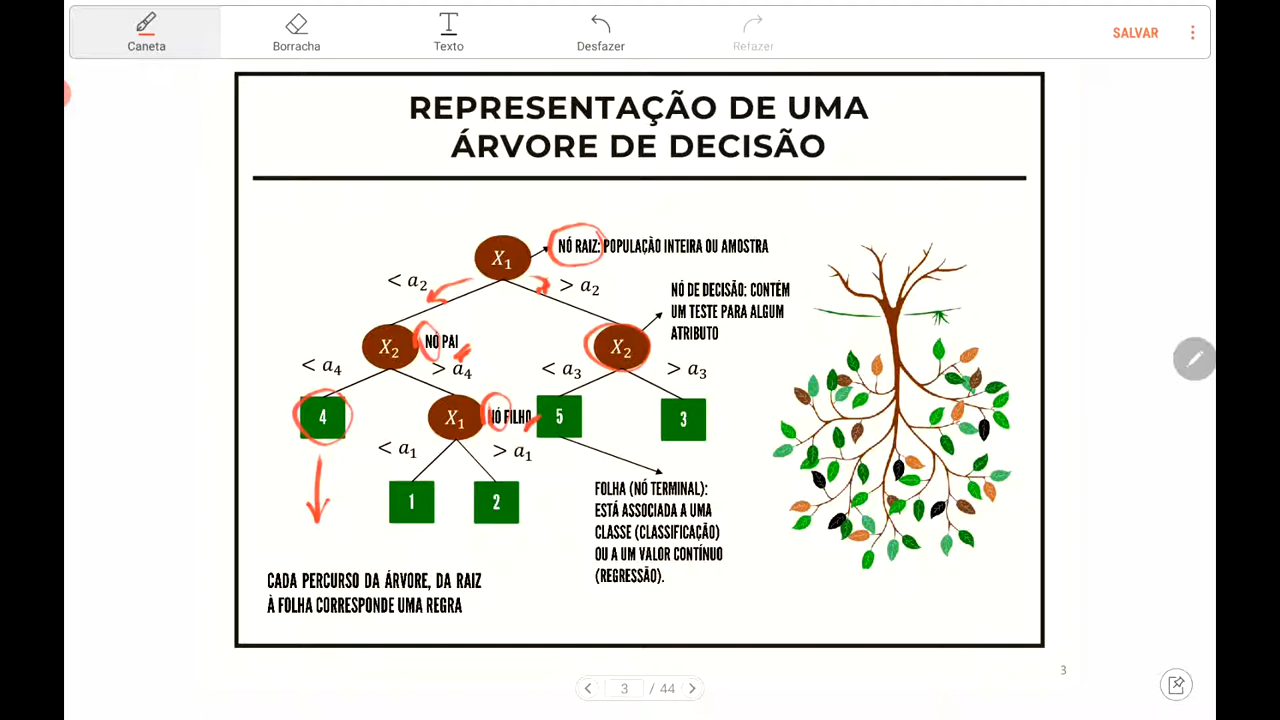 Caneta
Borracha
Texto
Desfazer
Refazer
SALVAR
REPRESENTAÇÃO DE UMA
ÁRVORE DE DECISÃO
X₁
NÓ RAIZ: POPULAÇÃO INTEIRA OU AMOSTRA
< a₂
> a₂
NÓ DE DECISÃO: CONTÉM
UM TESTE PARA ALGUM
ATRIBUTO
X₂
NÓ PAI
X₂
< a₄
> a₄
< a₃
> a₃
4
X₁
NÓ FILHO
5
3
< a₁
> a₁
1
2
FOLHA (NÓ TERMINAL):
ESTÁ ASSOCIADA A UMA
CLASSE (CLASSIFICAÇÃO)
OU A UM VALOR CONTÍNUO
(REGRESSÃO).
CADA PERCURSO DA ÁRVORE, DA RAIZ
À FOLHA CORRESPONDE UMA REGRA
3
3 / 44